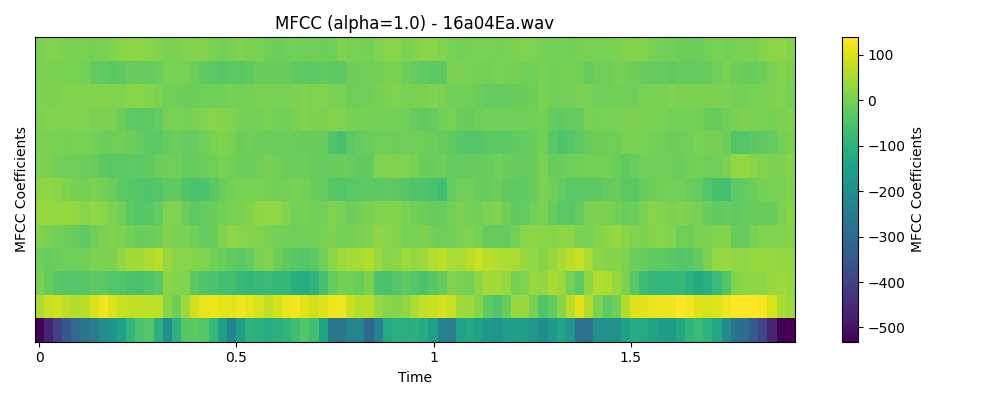 MFCC (alpha=1.0) - 16a04Ea.wav
MFCC Coefficients
0
0.5
1
1.5
Time
100
0
−100
−200
−300
−400
−500
MFCC Coefficients